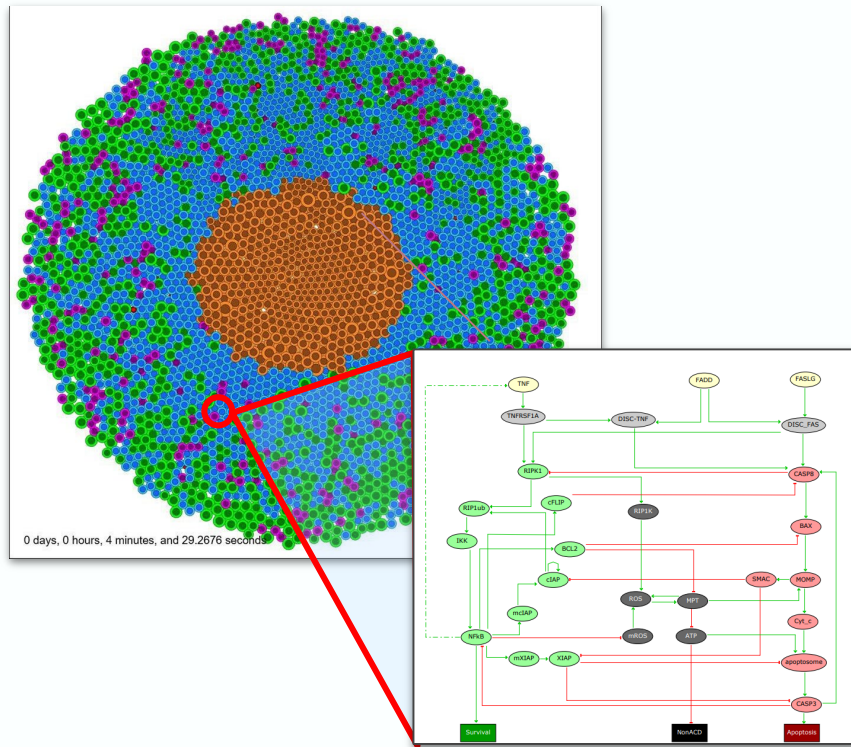 0 days, 0 hours, 4 minutes, and 29.2676 seconds
TNF
FADD
FASLG
TNFRSF1A
DISC-TNF
DISC_FAS
RIPK1
CASP8
cFLIP
RIP1ub
RIP1K
BAX
IKK
BCL2
cIAP
SMAC
MOMP
ROS
MPT
mcIAP
Cyt_c
NFkB
mROS
ATP
mXIAP
XIAP
apoptosome
CASP3
Survival
NonACD
Apoptosis